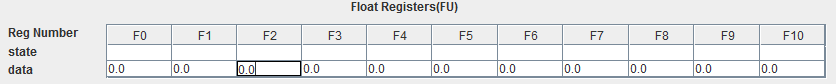 Float Registers(FU)
Reg Number F0 F1 F2 F3 F4 F5 F6 F7 F8 F9 F10
state
data 0.0 0.0 0.0 0.0 0.0 0.0 0.0 0.0 0.0 0.0 0.0